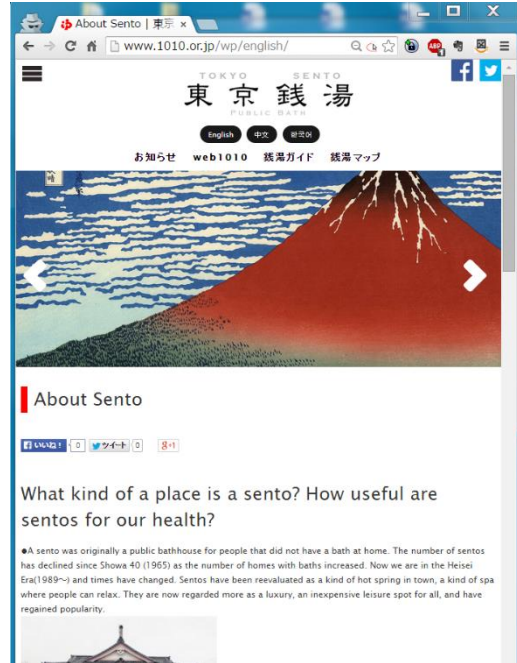 About Sento | 東京
www.1010.or.jp/wp/english/
TOKYO SENTO
東京銭湯
PUBLIC BATH
English 中文 한국어
お知らせ web1010 銭湯ガイド 銭湯マップ
About Sento
いいね! 0 ツイート 0 g+1
What kind of a place is a sento? How useful are
sentos for our health?
●A sento was originally a public bathhouse for people that did not have a bath at home. The number of sentos
has declined since Showa 40 (1965) as the number of homes with baths increased. Now we are in the Heisei
Era(1989～) and times have changed. Sentos have been reevaluated as a kind of hot spring in town, a kind of spa
where people can relax. They are now regarded more as a luxury, an inexpensive leisure spot for all, and have
regained popularity.